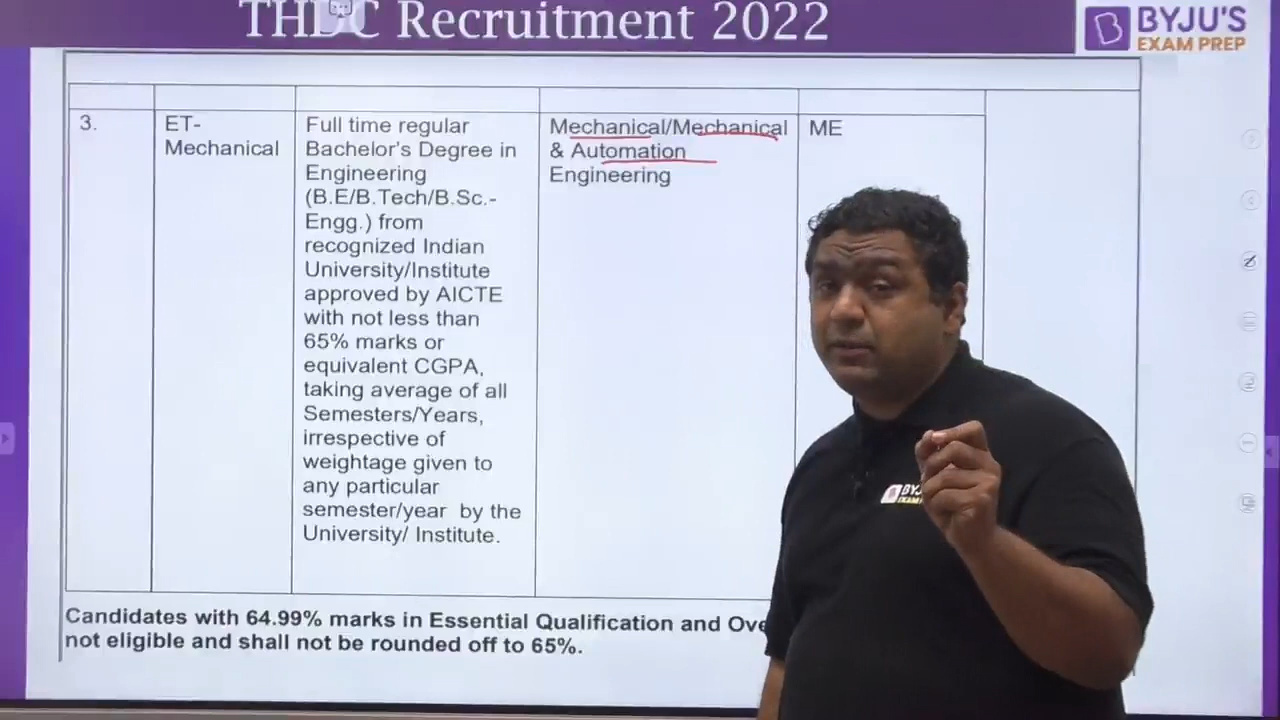 THDC Recruitment 2022
BYJU'S
EXAM PREP
3.
ET-
Mechanical
Full time regular
Bachelor's Degree in
Engineering
(B.E/B.Tech/B.Sc.-
Engg.) from
recognized Indian
University/Institute
approved by AICTE
with not less than
65% marks or
equivalent CGPA,
taking average of all
Semesters/Years,
irrespective of
weightage given to
any particular
semester/year by the
University/ Institute.
Mechanical/Mechanical
& Automation
Engineering
ME
Candidates with 64.99% marks in Essential Qualification and
not eligible and shall not be rounded off to 65%.